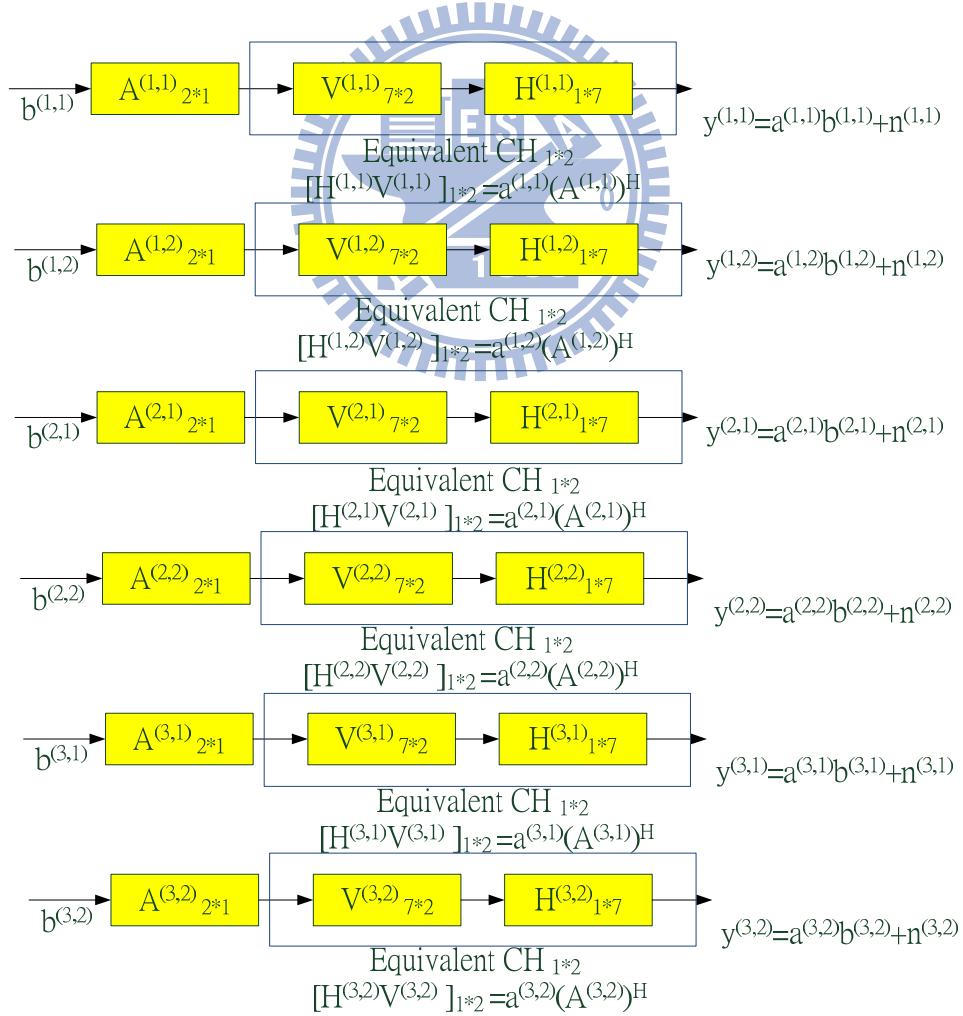 b^(1,1) A^(1,1) 2*1 V^(1,1) 7*2 H^(1,1) 1*7 y^(1,1)=a^(1,1)b^(1,1)+n^(1,1)
ES A
Equivalent CH 1*2
[H^(1,1)V^(1,1) ]1*2=a^(1,1)(A^(1,1))^H
b^(1,2) A^(1,2) 2*1 V^(1,2) 7*2 H^(1,2) 1*7 y^(1,2)=a^(1,2)b^(1,2)+n^(1,2)
Equivalent CH 1*2
[H^(1,2)V^(1,2) ]1*2=a^(1,2)(A^(1,2))^H
b^(2,1) A^(2,1) 2*1 V^(2,1) 7*2 H^(2,1) 1*7 y^(2,1)=a^(2,1)b^(2,1)+n^(2,1)
Equivalent CH 1*2
[H^(2,1)V^(2,1) ]1*2=a^(2,1)(A^(2,1))^H
b^(2,2) A^(2,2) 2*1 V^(2,2) 7*2 H^(2,2) 1*7 y^(2,2)=a^(2,2)b^(2,2)+n^(2,2)
Equivalent CH 1*2
[H^(2,2)V^(2,2) ]1*2=a^(2,2)(A^(2,2))^H
b^(3,1) A^(3,1) 2*1 V^(3,1) 7*2 H^(3,1) 1*7 y^(3,1)=a^(3,1)b^(3,1)+n^(3,1)
Equivalent CH 1*2
[H^(3,1)V^(3,1) ]1*2=a^(3,1)(A^(3,1))^H
b^(3,2) A^(3,2) 2*1 V^(3,2) 7*2 H^(3,2) 1*7 y^(3,2)=a^(3,2)b^(3,2)+n^(3,2)
Equivalent CH 1*2
[H^(3,2)V^(3,2) ]1*2=a^(3,2)(A^(3,2))^H